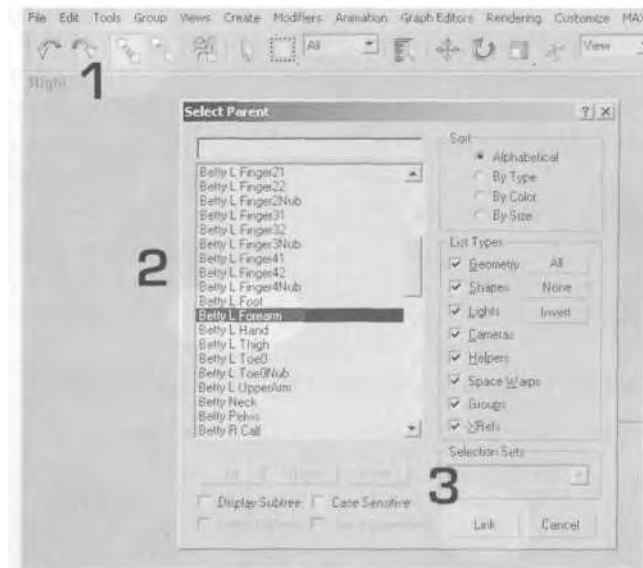 File Edit Tools Group Views Create Modifiers Animation Graph Editors Rendering Customize MAX
All
View
1
Right
Select Parent
Sort
Alphabetical
By Type
By Color
By Size
2
Betty L Finger21
Betty L Finger22
Betty L Finger2Nub
Betty L Finger31
Betty L Finger32
Betty L Finger3Nub
Betty L Finger41
Betty L Finger42
Betty L Finger4Nub
Betty L Foot
Betty L Forearm
Betty L Hand
Betty L Thigh
Betty L Toe0
Betty L Toe0Nub
Betty L UpperArm
Betty Neck
Betty Pelvis
Betty R Calf
List Types
Geometry All
Shapes None
Lights Invert
Cameras
Helpers
Space Warps
Groups
XRefs
Selection Sets
3
Display Subtree Case Sensitive
Link Cancel